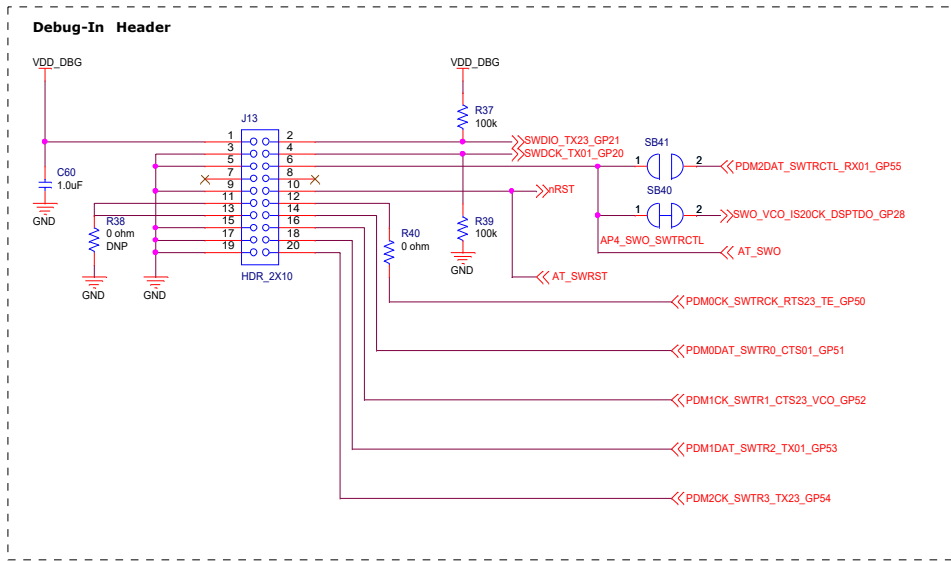 Debug-In Header
VDD_DBG
VDD_DBG
R37
100k
J13
1 2
3 4
5 6
7 8
9 10
11 12
13 14
15 16
17 18
19 20
HDR_2X10
SWDIO_TX23_GP21
SWDCK_TX01_GP20
SB41
1 2
PDM2DAT_SWTRCTL_RX01_GP55
C60
1.0uF
GND
nRST
SB40
1 2
SWO_VCO_IS20CK_DSPTDO_GP28
R38
0 ohm
DNP
GND
GND
R40
0 ohm
R39
100k
GND
AP4_SWO_SWTRCTL
AT_SWO
AT_SWRST
PDM0CK_SWTRCK_RTS23_TE_GP50
PDM0DAT_SWTR0_CTS01_GP51
PDM1CK_SWTR1_CTS23_VCO_GP52
PDM1DAT_SWTR2_TX01_GP53
PDM2CK_SWTR3_TX23_GP54